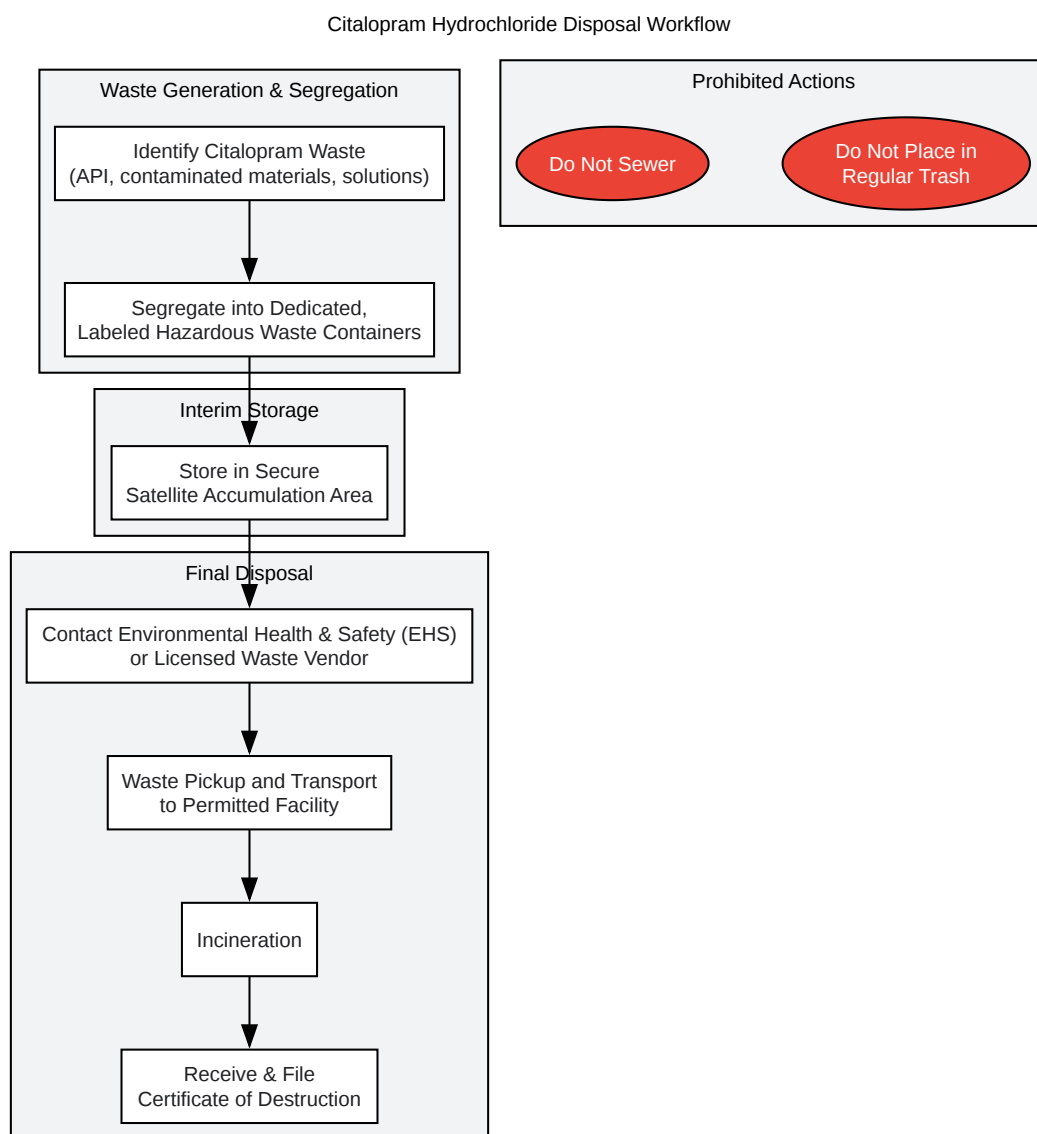 Citalopram Hydrochloride Disposal Workflow
Waste Generation & Segregation
Identify Citalopram Waste
(API, contaminated materials, solutions)
Segregate into Dedicated,
Labeled Hazardous Waste Containers
Interim Storage
Store in Secure
Satellite Accumulation Area
Final Disposal
Contact Environmental Health & Safety (EHS)
or Licensed Waste Vendor
Waste Pickup and Transport
to Permitted Facility
Incineration
Receive & File
Certificate of Destruction
Prohibited Actions
Do Not Sewer
Do Not Place in
Regular Trash